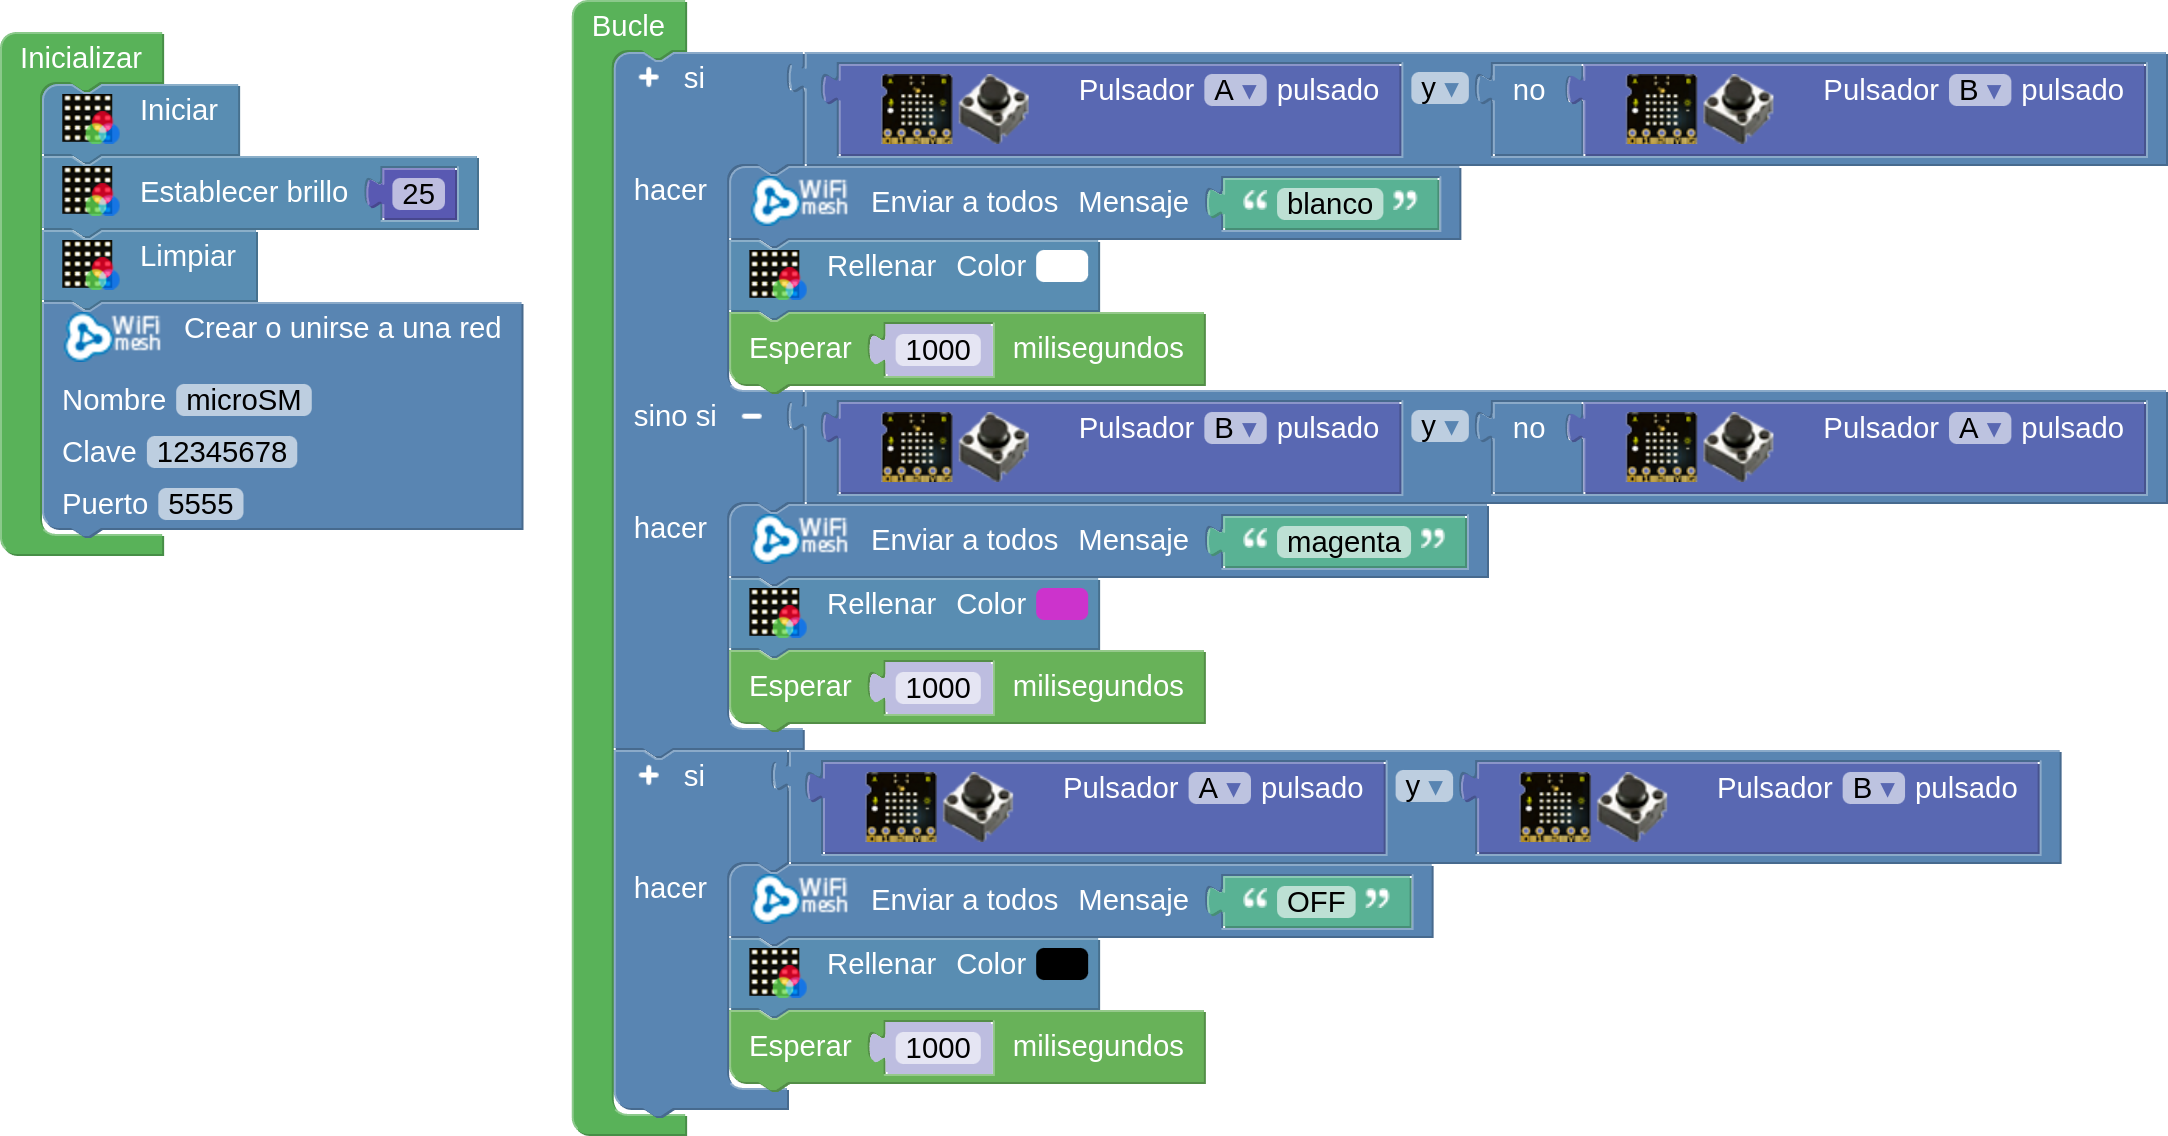 Inicializar
Iniciar
Establecer brillo 25
Limpiar
WiFi mesh Crear o unirse a una red
Nombre microSM
Clave 12345678
Puerto 5555
Bucle
+ si Pulsador A ▾ pulsado y ▾ no Pulsador B ▾ pulsado
hacer WiFi mesh Enviar a todos Mensaje “ blanco ”
Rellenar Color
Esperar 1000 milisegundos
sino si − Pulsador B ▾ pulsado y ▾ no Pulsador A ▾ pulsado
hacer WiFi mesh Enviar a todos Mensaje “ magenta ”
Rellenar Color
Esperar 1000 milisegundos
+ si Pulsador A ▾ pulsado y ▾ Pulsador B ▾ pulsado
hacer WiFi mesh Enviar a todos Mensaje “ OFF ”
Rellenar Color
Esperar 1000 milisegundos